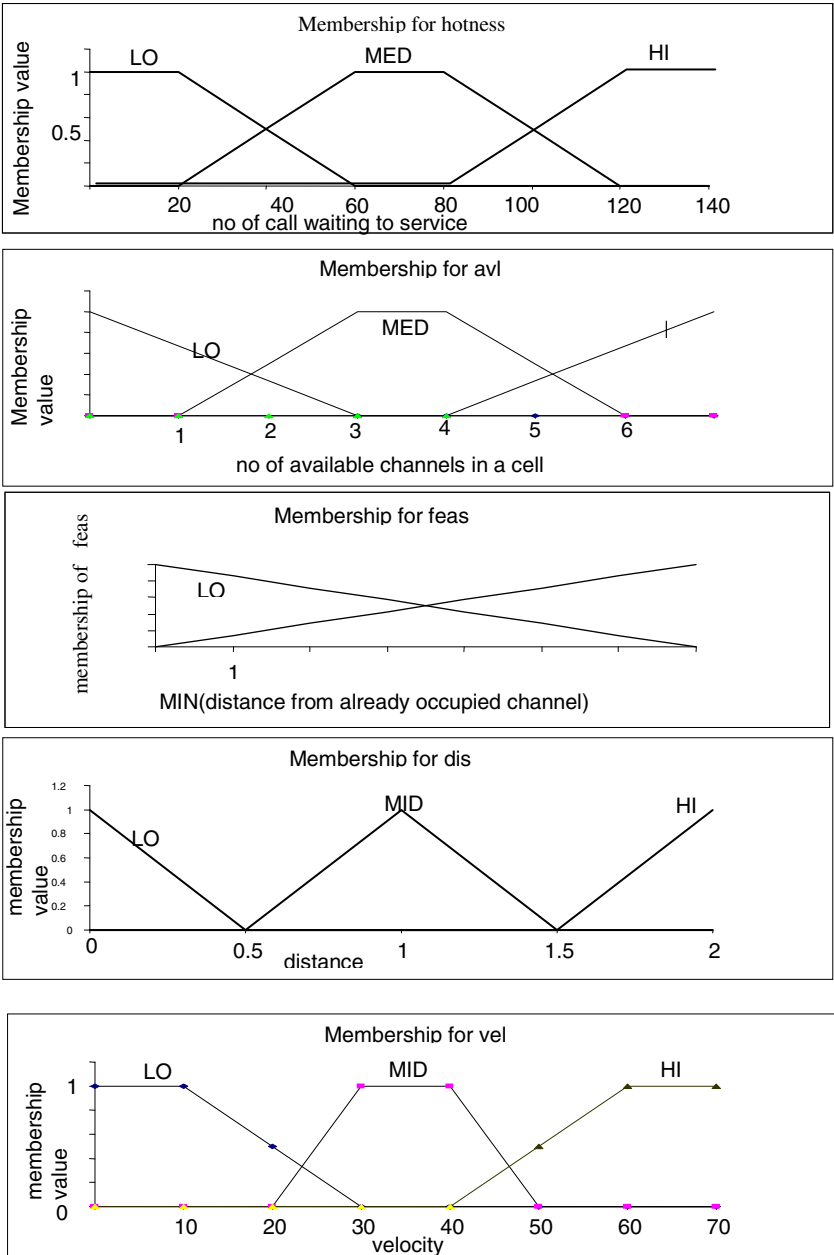 Membership for hotness
LO MED HI
Membership value
1
0.5
20 40 60 80 100 120 140
no of call waiting to service
Membership for avl
Membership
value
LO
MED
1 2 3 4 5 6
no of available channels in a cell
Membership for feas
membership of feas
LO
1
MIN(distance from already occupied channel)
Membership for dis
membership
value
1.2
1
0.8
0.6
0.4
0.2
0
LO MID HI
0 0.5 1 1.5 2
distance
Membership for vel
membership
value
LO MID HI
1
0
10 20 30 40 50 60 70
velocity